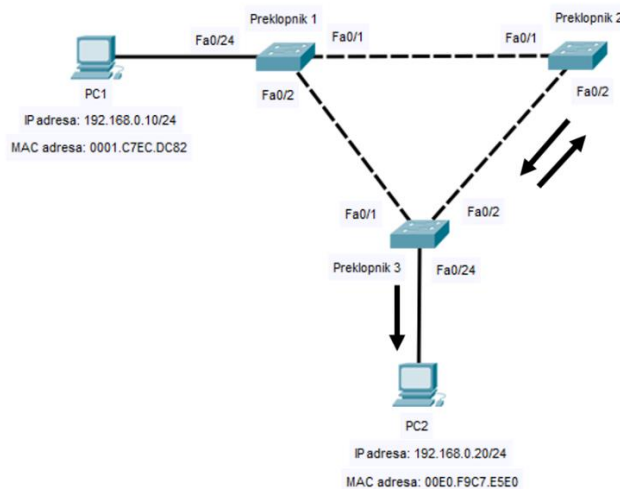 Preklopnik 1
Preklopnik 2
Fa0/24
Fa0/1
Fa0/1
PC1
Fa0/2
Fa0/2
IP adresa: 192.168.0.10/24
MAC adresa: 0001.C7EC.DC82
Fa0/1
Fa0/2
Preklopnik 3
Fa0/24
PC2
IP adresa: 192.168.0.20/24
MAC adresa: 00E0.F9C7.E5E0